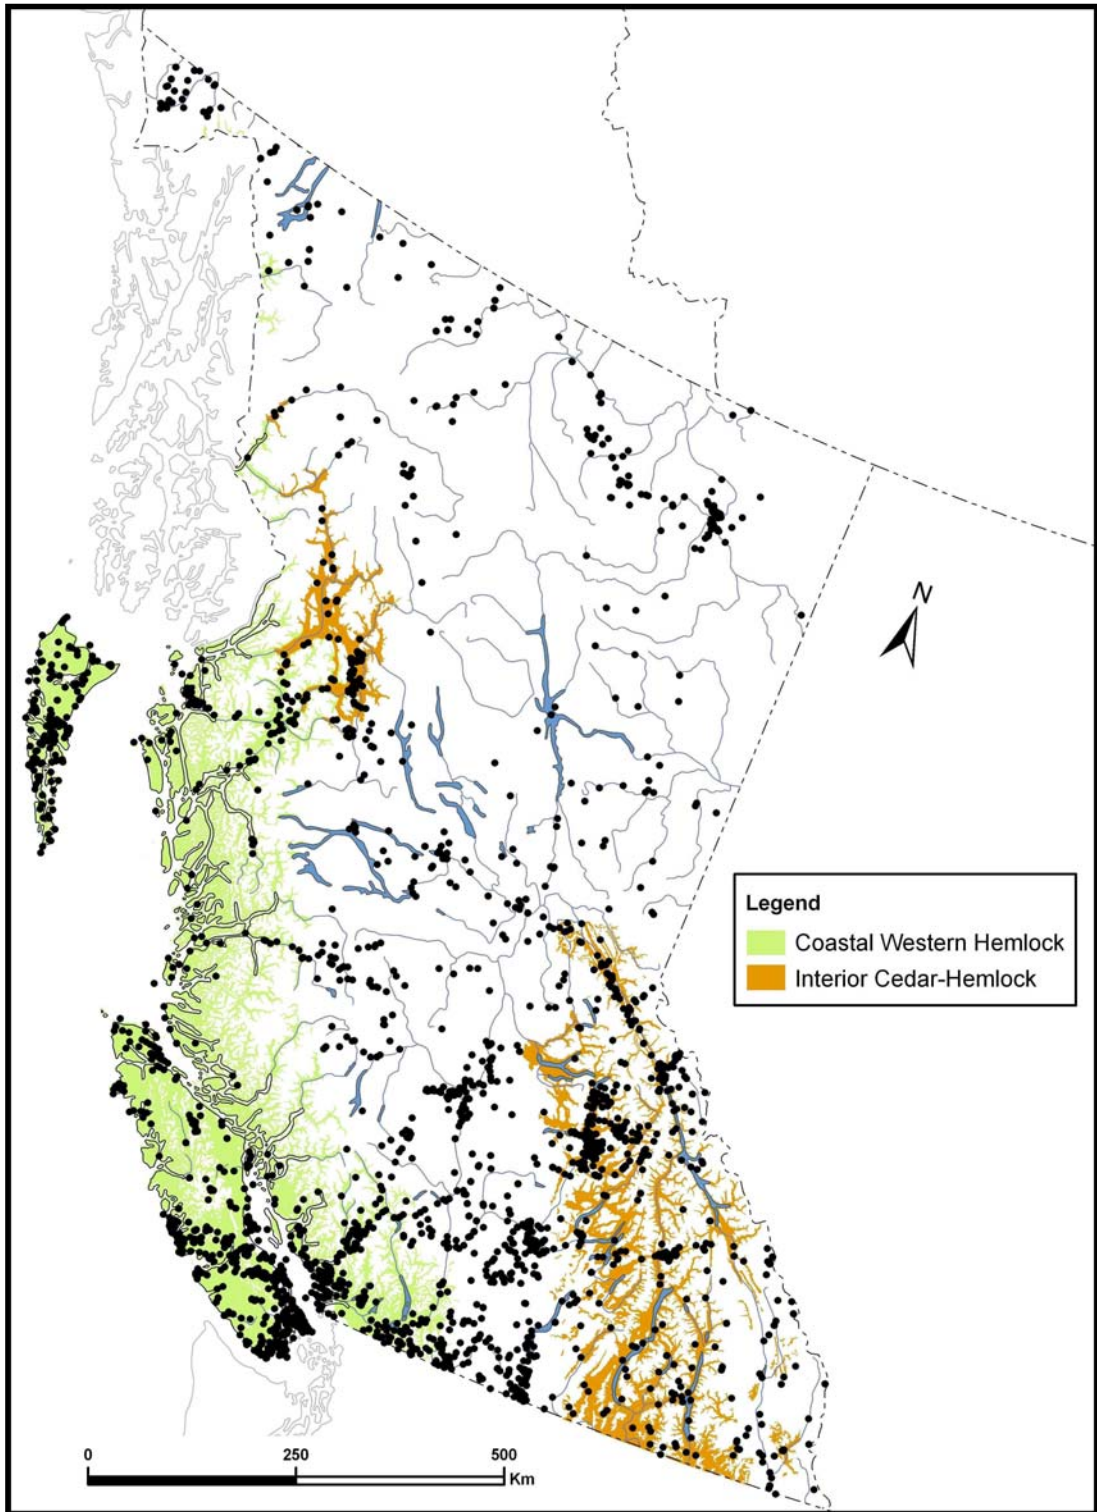 N
Legend
Coastal Western Hemlock
Interior Cedar-Hemlock
0 250 500
Km